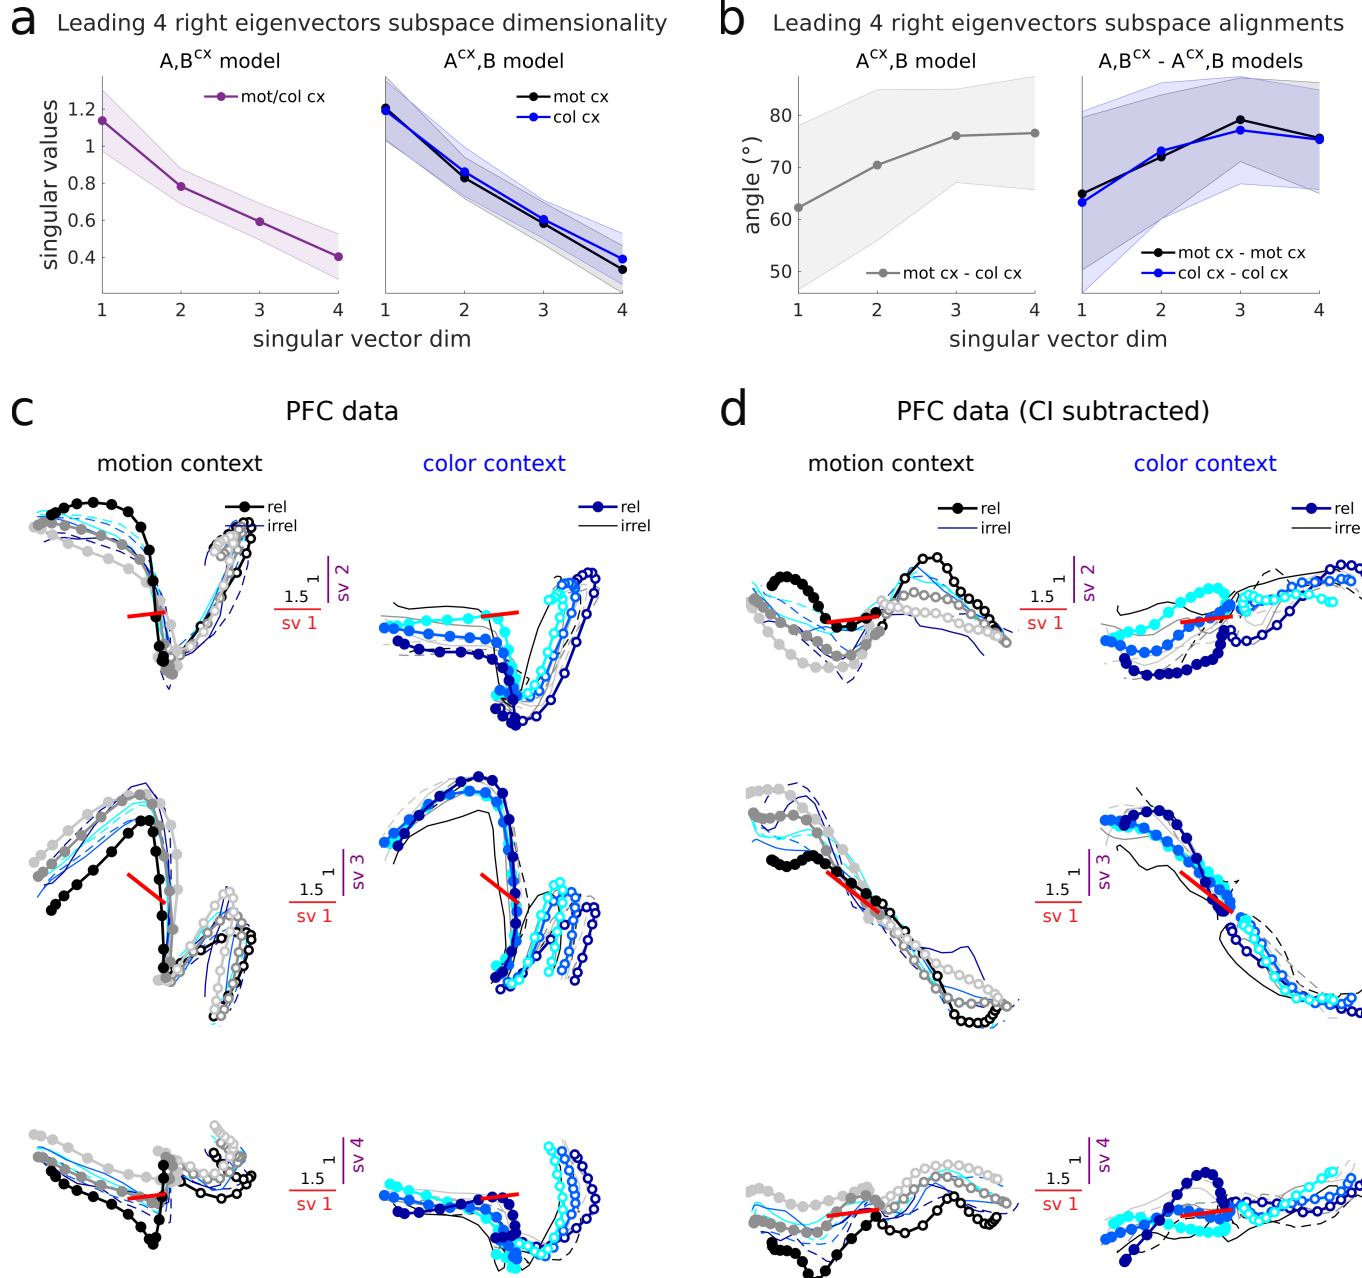 a Leading 4 right eigenvectors subspace dimensionality
A,Bcx model
Acx,B model
mot/col cx
mot cx
col cx
singular values
1.2
1
0.8
0.6
0.4
1 2 3 4
1 2 3 4
singular vector dim
b Leading 4 right eigenvectors subspace alignments
Acx,B model
A,Bcx - Acx,B models
angle (°)
80
70
60
50
mot cx - col cx
mot cx - mot cx
col cx - col cx
1 2 3 4
1 2 3 4
singular vector dim
c PFC data
motion context
color context
rel
irrel
rel
irrel
1
1.5
sv 2
sv 1
1
1.5
sv 3
sv 1
1
1.5
sv 4
sv 1
d PFC data (CI subtracted)
motion context
color context
rel
irrel
rel
irre
1
1.5
sv 2
sv 1
1
1.5
sv 3
sv 1
1
1.5
sv 4
sv 1